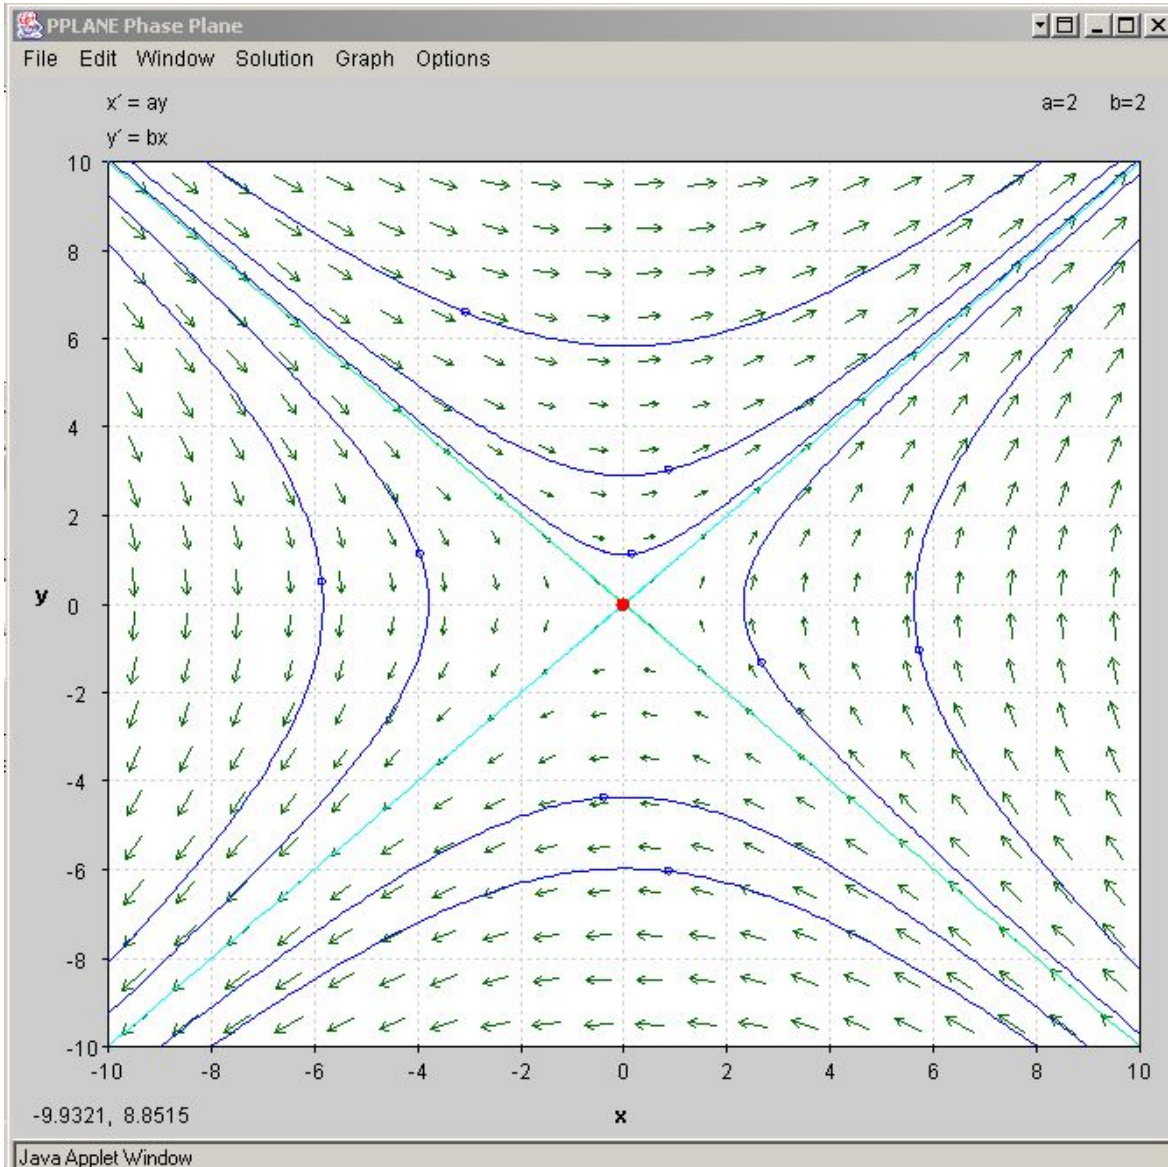 PPLANE Phase Plane
File Edit Window Solution Graph Options
x´ = ay a=2 b=2
y´ = bx
10
8
6
4
2
y 0
-2
-4
-6
-8
-10
-10 -8 -6 -4 -2 0 2 4 6 8 10
-9.9321, 8.8515 x
Java Applet Window